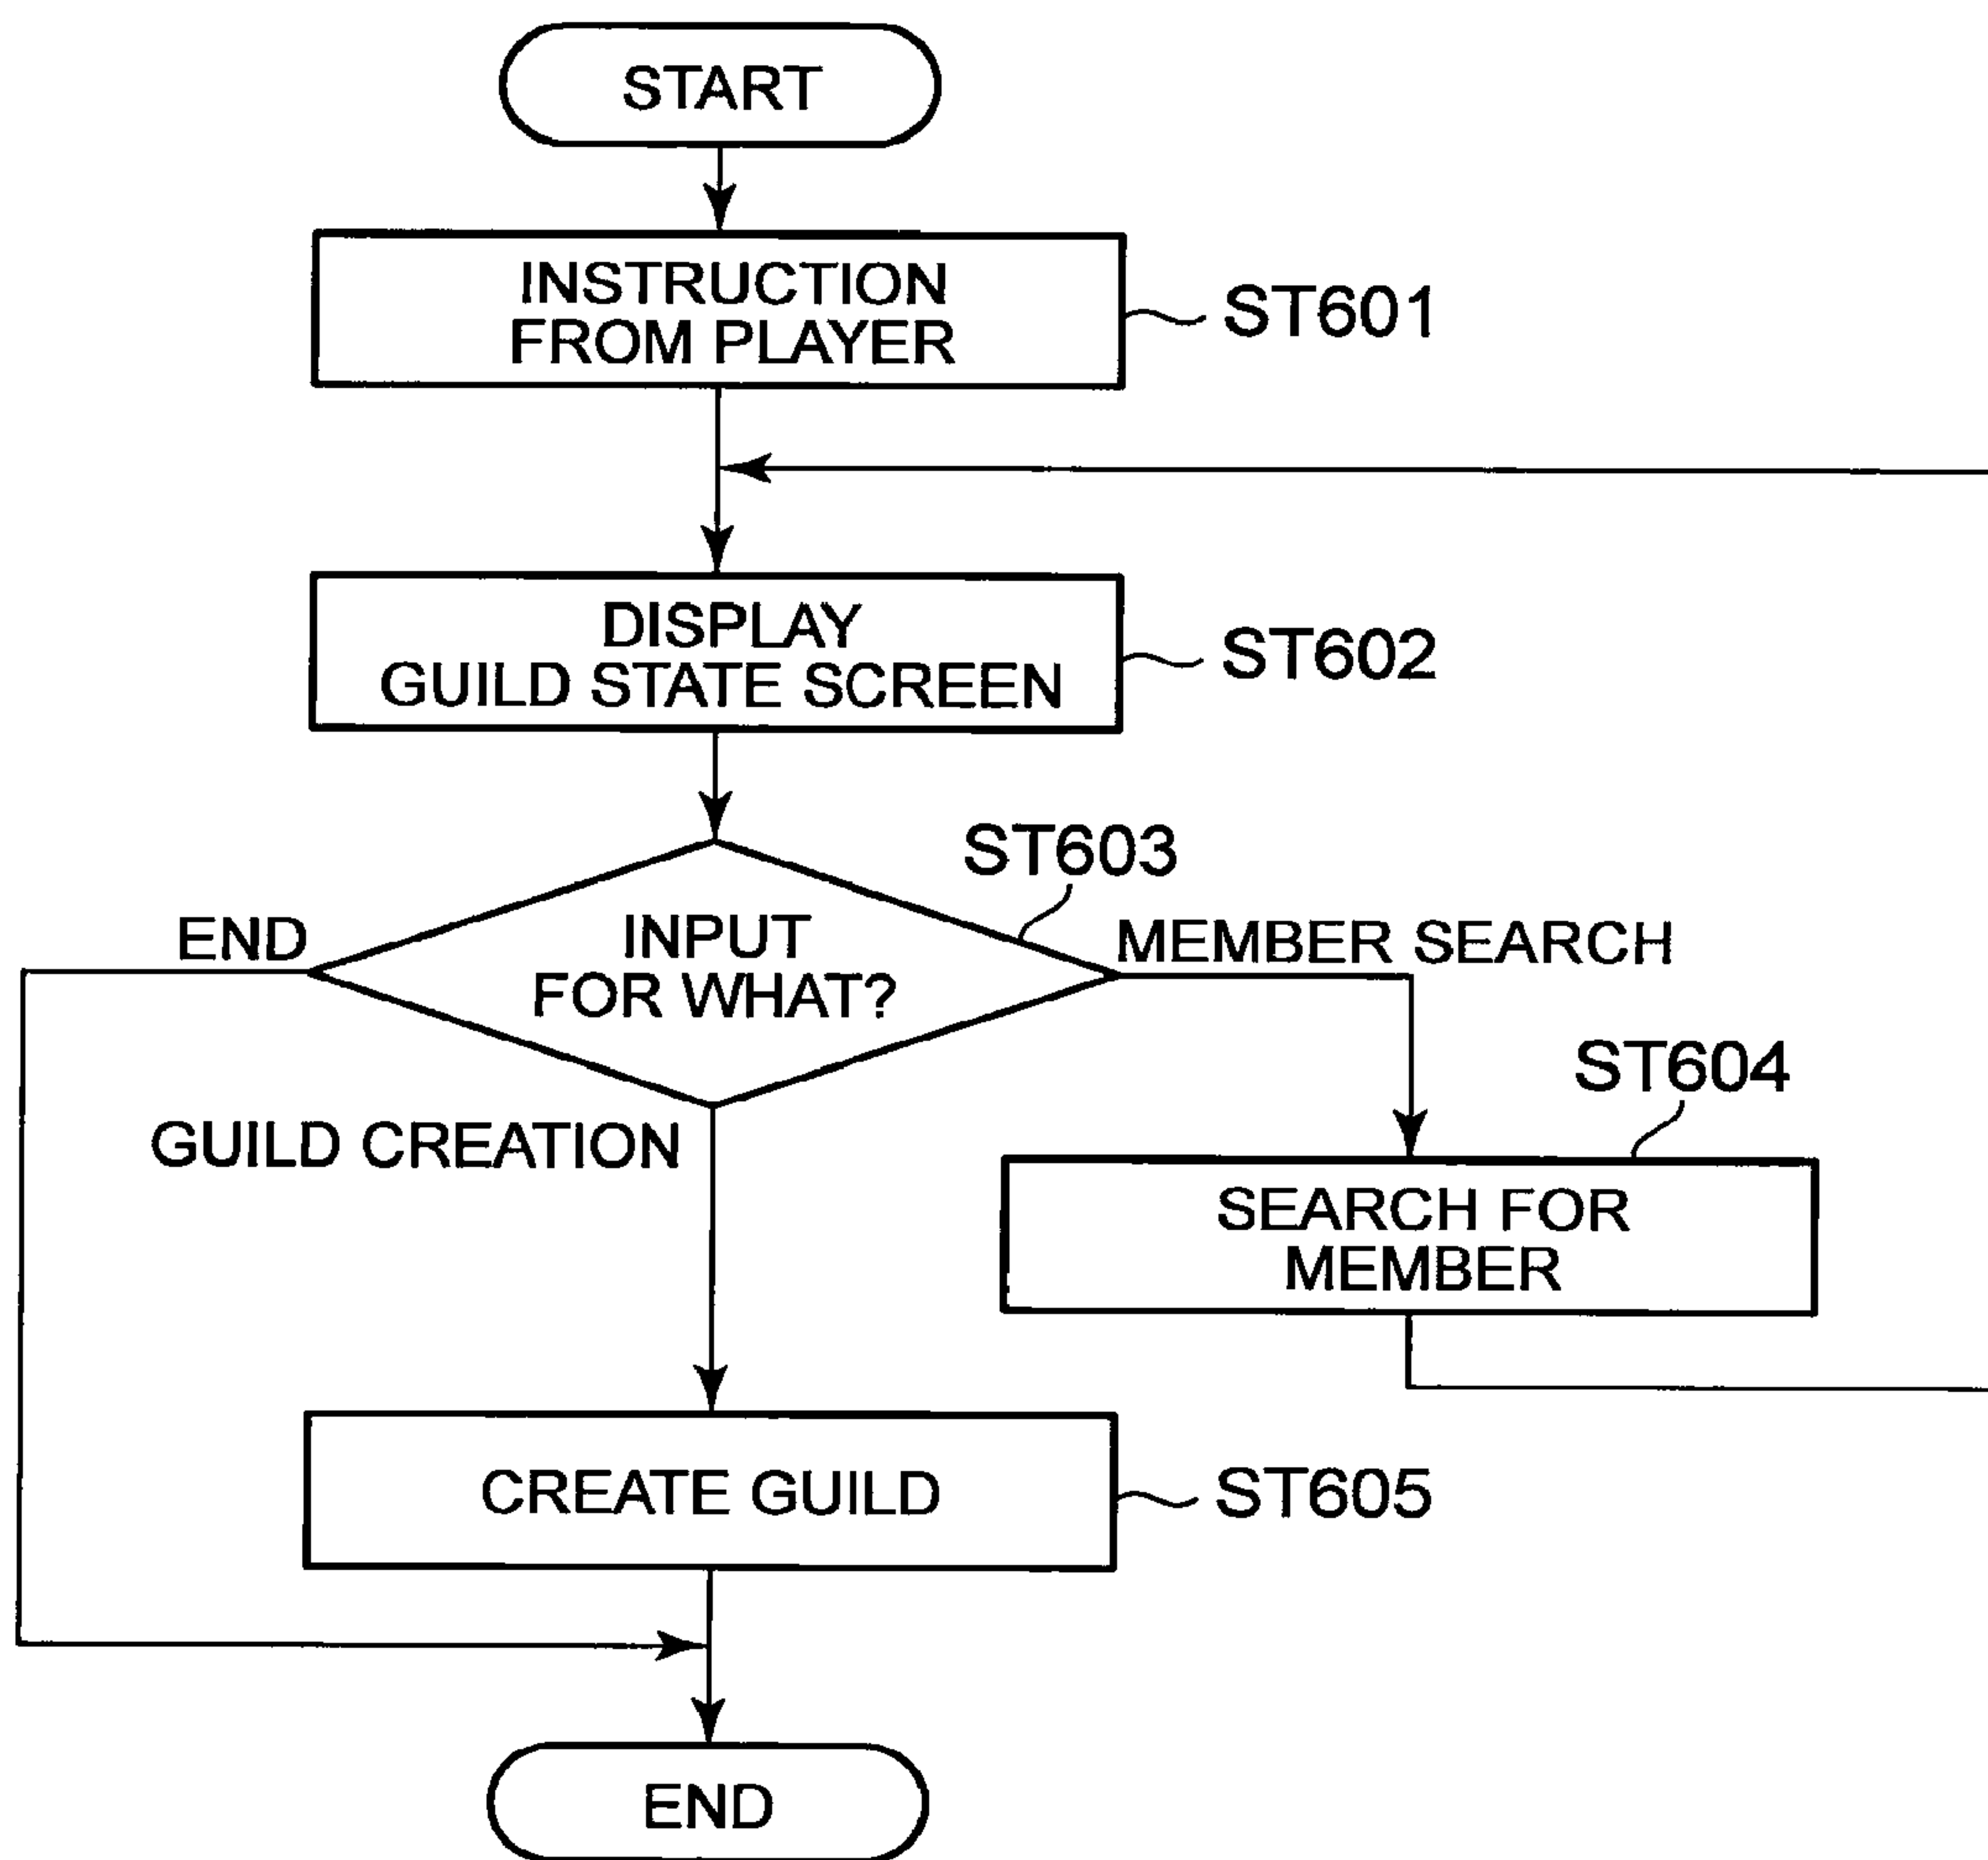 START
INSTRUCTION
FROM PLAYER
ST601
DISPLAY
GUILD STATE SCREEN
ST602
ST603
END
INPUT
FOR WHAT?
MEMBER SEARCH
ST604
GUILD CREATION
SEARCH FOR
MEMBER
CREATE GUILD
ST605
END